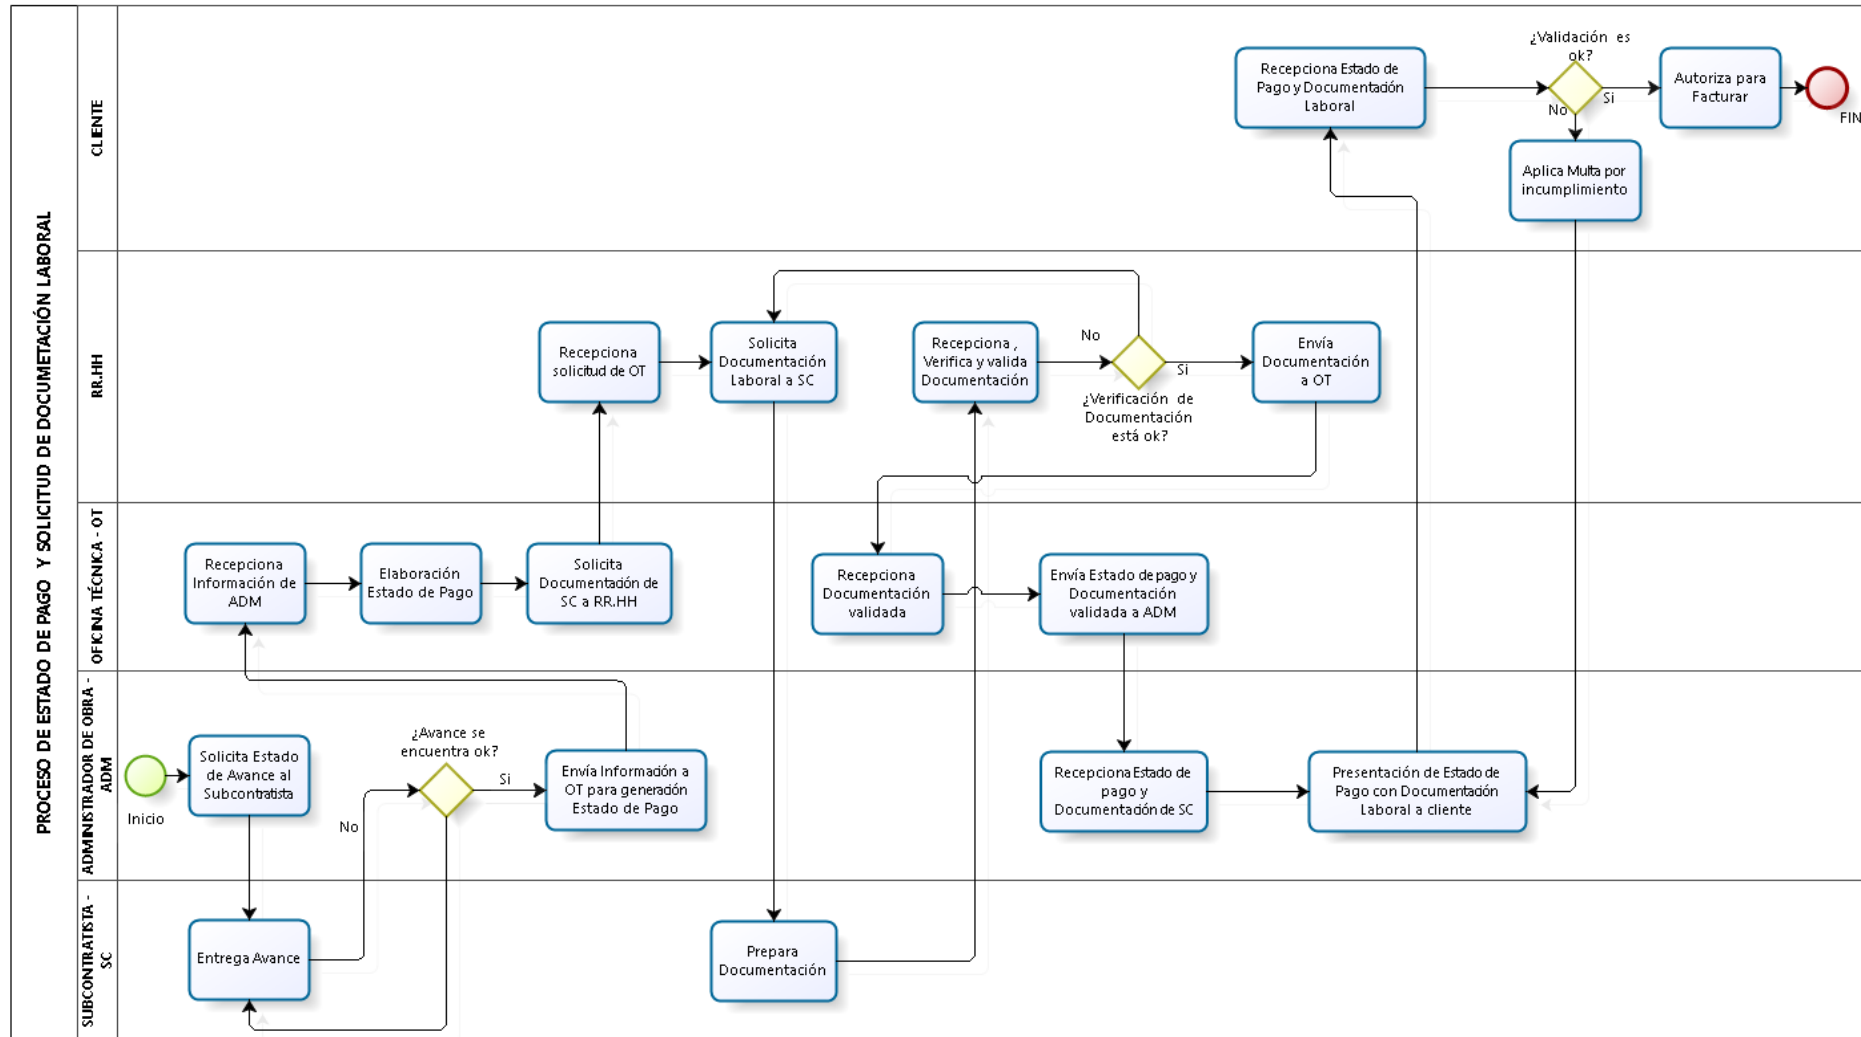 PROCESO DE ESTADO DE PAGO Y SOLICITUD DE DOCUMETACIÓN LABORAL
CLIENTE
Recepciona Estado de
Pago y Documentación
Laboral
¿Validación es
ok?
Si
No
Autoriza para
Facturar
FIN
Aplica Multa por
incumplimiento
RR.HH
Recepciona
solicitud de OT
Solicita
Documentación
Laboral a SC
Recepciona ,
Verifica y valida
Documentación
No
Si
¿Verificación de
Documentación
está ok?
Envía
Documentación
a OT
OFICINA TÉCNICA - OT
Recepciona
Información de
ADM
Elaboración
Estado de Pago
Solicita
Documentación de
SC a RR.HH
Recepciona
Documentación
validada
Envía Estado de pago y
Documentación
validada a ADM
ADMINISTRADOR DE OBRA -
ADM
Inicio
Solicita Estado
de Avance al
Subcontratista
¿Avance se
encuentra ok?
No
Si
Envía Información a
OT para generación
Estado de Pago
Recepciona Estado de
pago y
Documentación de SC
Presentación de Estado de
Pago con Documentación
Laboral a cliente
SUBCONTRATISTA -
SC
Entrega Avance
Prepara
Documentación